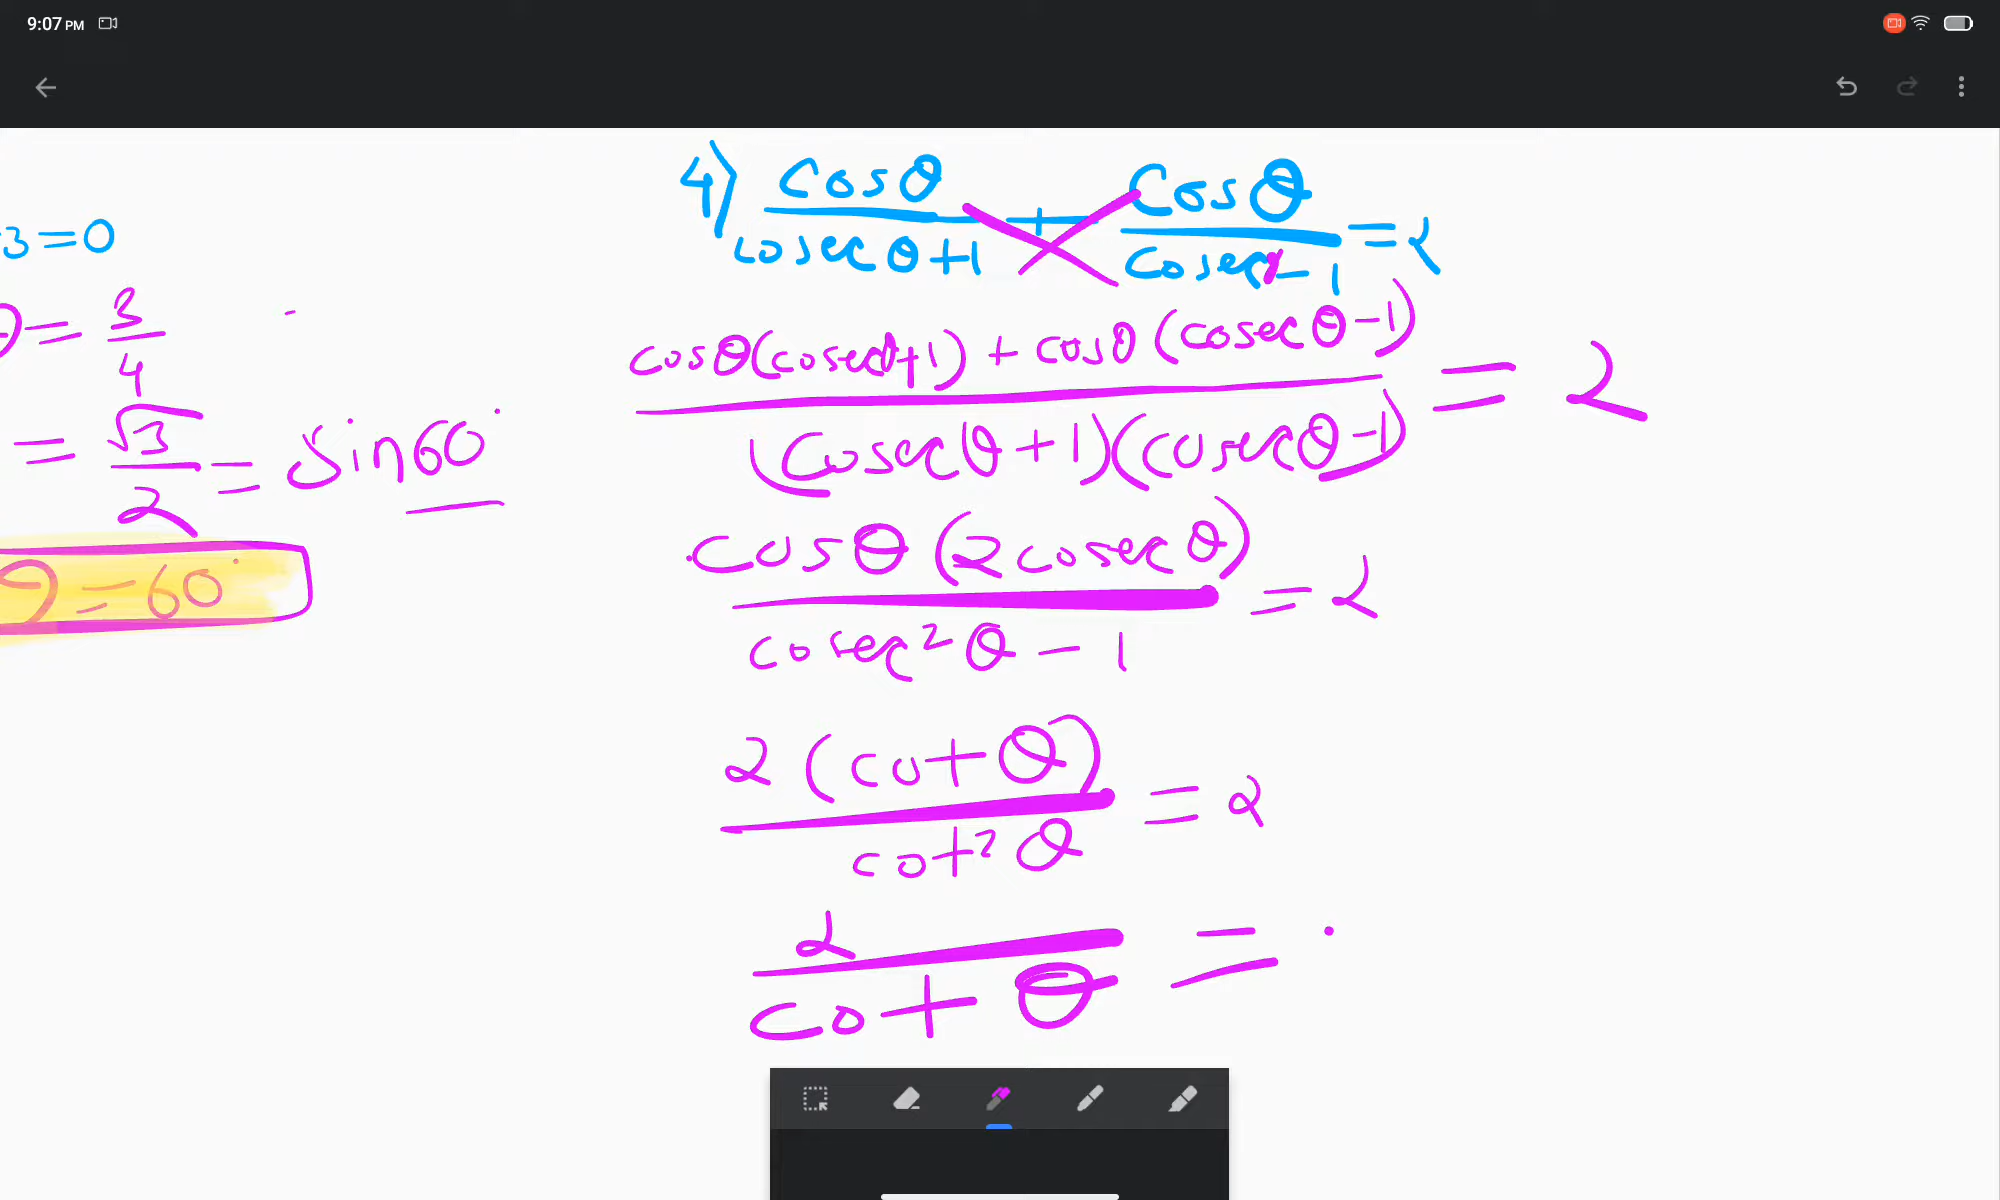 9:07 PM
3=0
θ = 3/4
= √3/2 = sin60°
θ = 60°
4) cosθ/(cosecθ+1) + cosθ/(cosec-1) = 2
(cosθ(cosecθ+1) + cosθ(cosecθ-1))/((cosecθ+1)(cosecθ-1)) = 2
cosθ(2cosecθ)/(cosec²θ - 1) = 2
2(cotθ)/cot²θ = 2
2/cotθ =